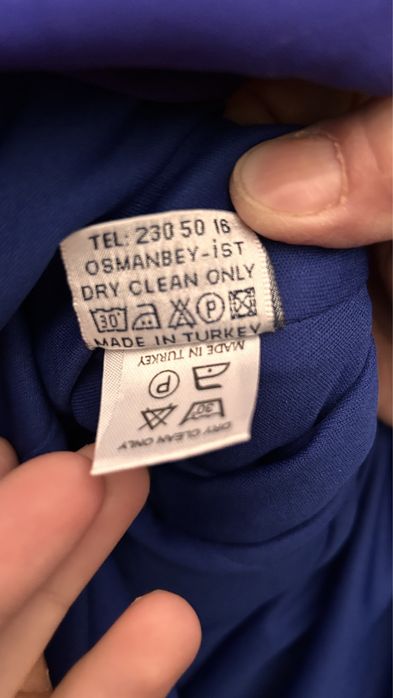 TEL: 230 50 16
OSMANBEY-İST
DRY CLEAN ONLY
30° P
MADE IN TURKEY
MADE IN TURKEY
P
30°
DRY CLEAN ONLY